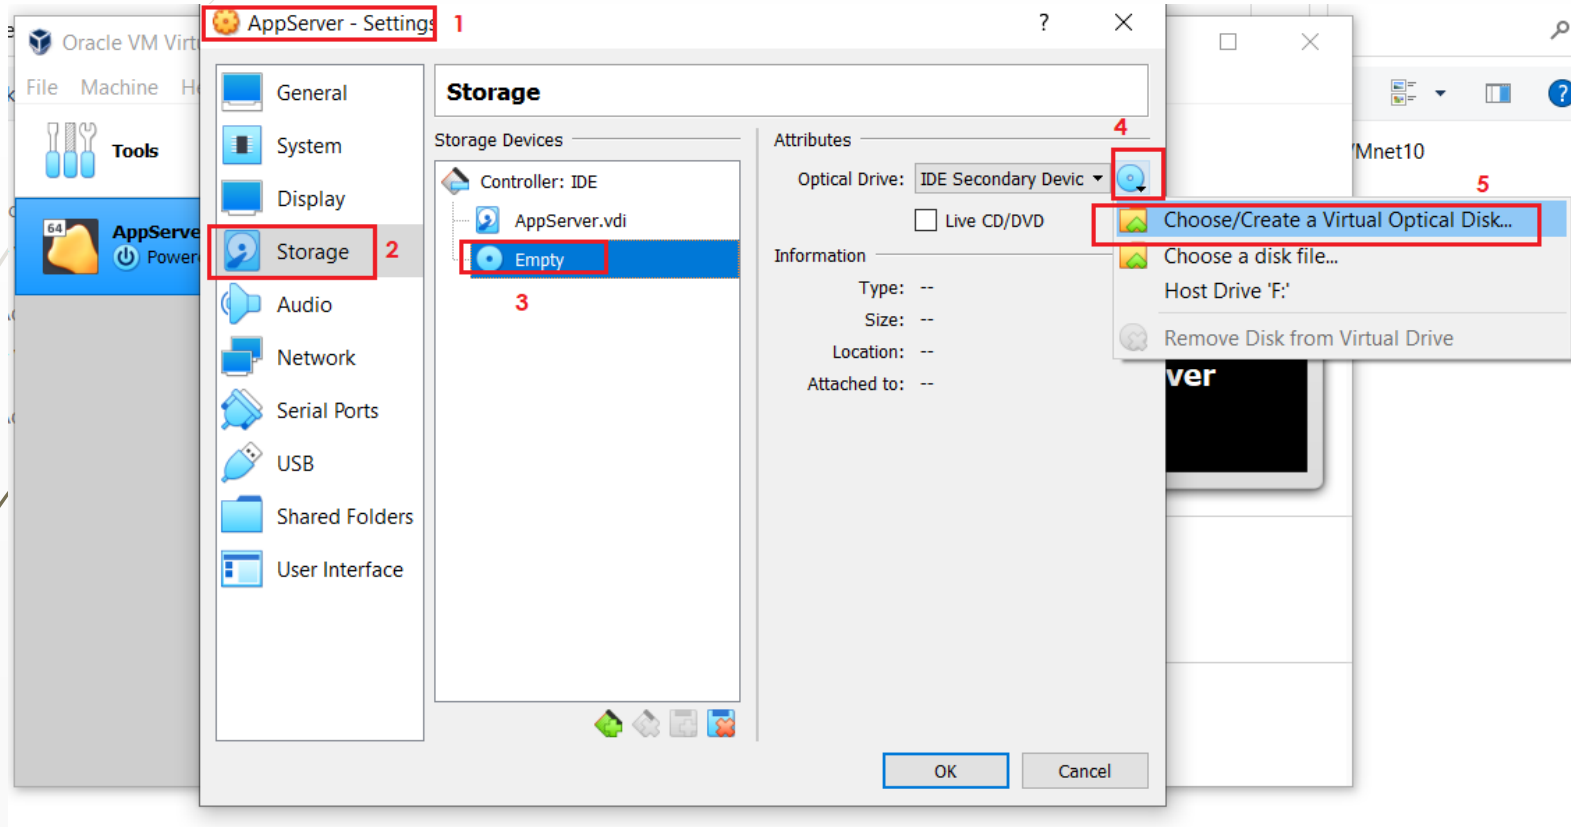 AppServer - Settings
1
?
Oracle VM Virt
File Machine He
Tools
64
AppServe
Power
General
System
Display
Storage
2
Audio
Network
Serial Ports
USB
Shared Folders
User Interface
Storage
Storage Devices
Controller: IDE
AppServer.vdi
Empty
3
Attributes
4
Optical Drive: IDE Secondary Devic
Live CD/DVD
Information
Type: --
Size: --
Location: --
Attached to: --
OK
Cancel
?
Mnet10
5
Choose/Create a Virtual Optical Disk...
Choose a disk file...
Host Drive 'F:'
Remove Disk from Virtual Drive
ver